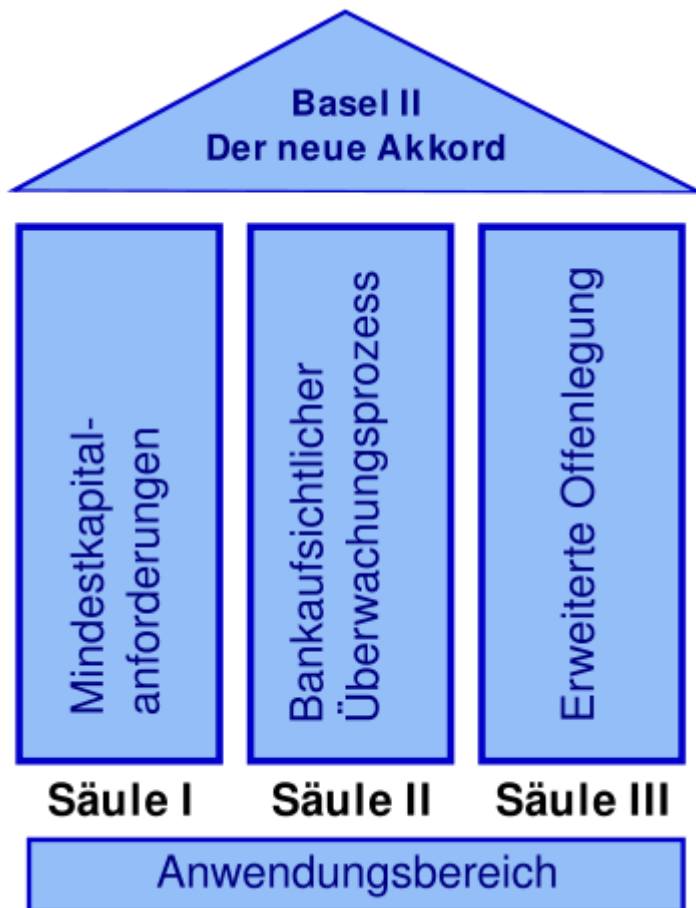 Basel II
Der neue Akkord
Mindestkapital-
anforderungen
Bankaufsichtlicher
Überwachungsprozess
Erweiterte Offenlegung
Säule I
Säule II
Säule III
Anwendungsbereich